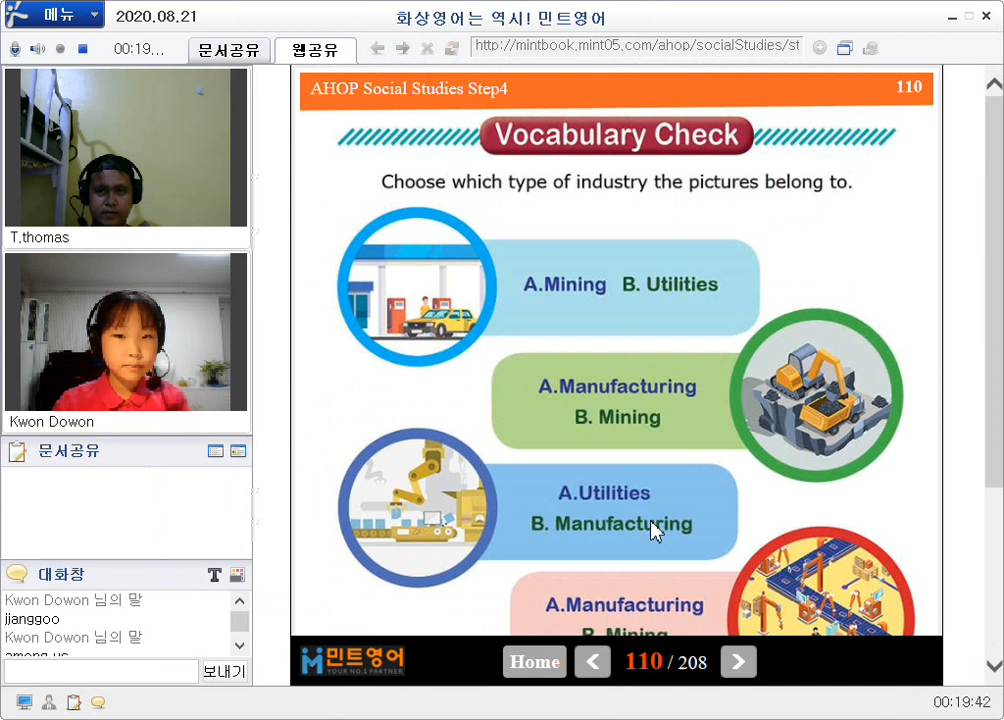 메뉴 2020.08.21 화상영어는 역시! 민트영어
00:19... 문서공유 웹공유 http://mintbook.mint05.com/ahop/socialStudies/st
T.thomas
Kwon Dowon
문서공유
대화창
Kwon Dowon 님의 말
jjanggoo
Kwon Dowon 님의 말
among us
보내기
AHOP Social Studies Step4 110
Vocabulary Check
Choose which type of industry the pictures belong to.
A.Mining B. Utilities
A.Manufacturing
B. Mining
A.Utilities
B. Manufacturing
A.Manufacturing
B. Mining
민트영어
YOUR NO.1 PARTNER
Home < 110 / 208 >
00:19:42